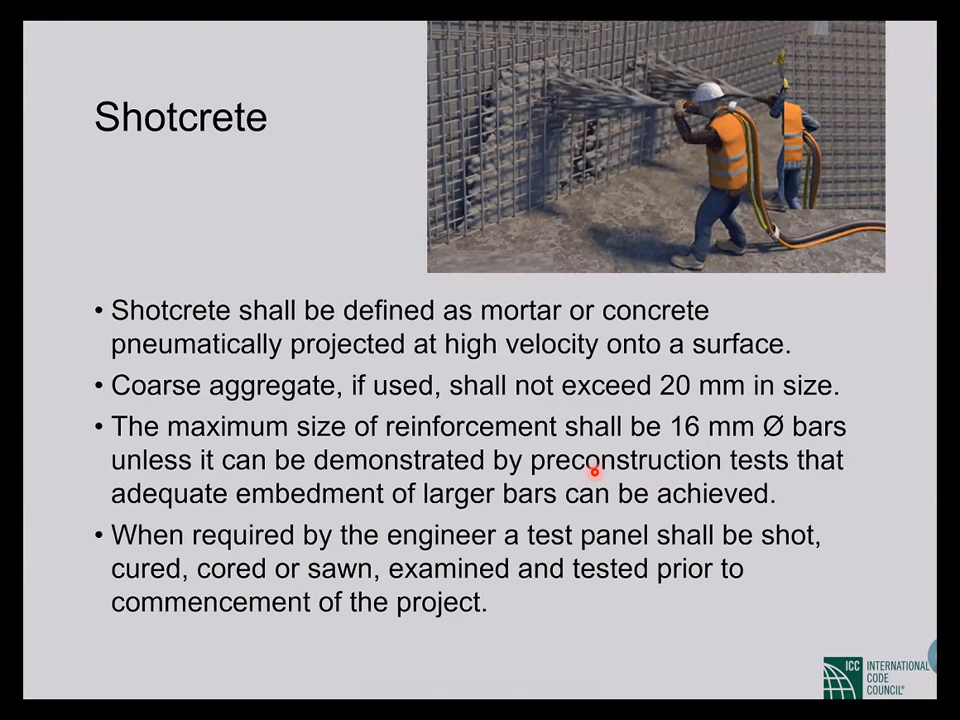 Shotcrete
• Shotcrete shall be defined as mortar or concrete
pneumatically projected at high velocity onto a surface.
• Coarse aggregate, if used, shall not exceed 20 mm in size.
• The maximum size of reinforcement shall be 16 mm Ø bars
unless it can be demonstrated by preconstruction tests that
adequate embedment of larger bars can be achieved.
• When required by the engineer a test panel shall be shot,
cured, cored or sawn, examined and tested prior to
commencement of the project.
ICC
INTERNATIONAL
CODE
COUNCIL®